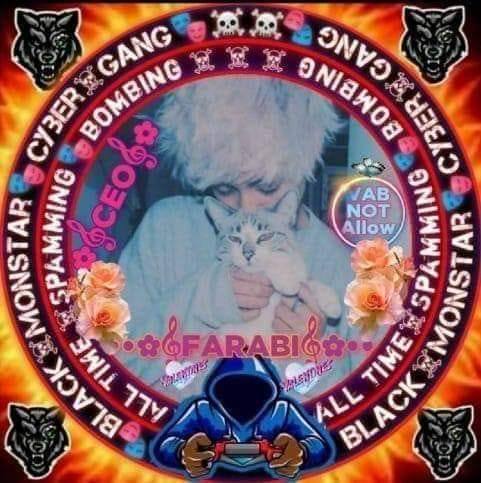 BLACK MONSTAR CYBER GANG
GANG CYBER MONSTAR BLACK
ALL TIME SPAMMING BOMBING
BOMBING SPAMMING ALL TIME
CEO
VAB
NOT
Allow
FARABI
VALENTINES
VALENTINES